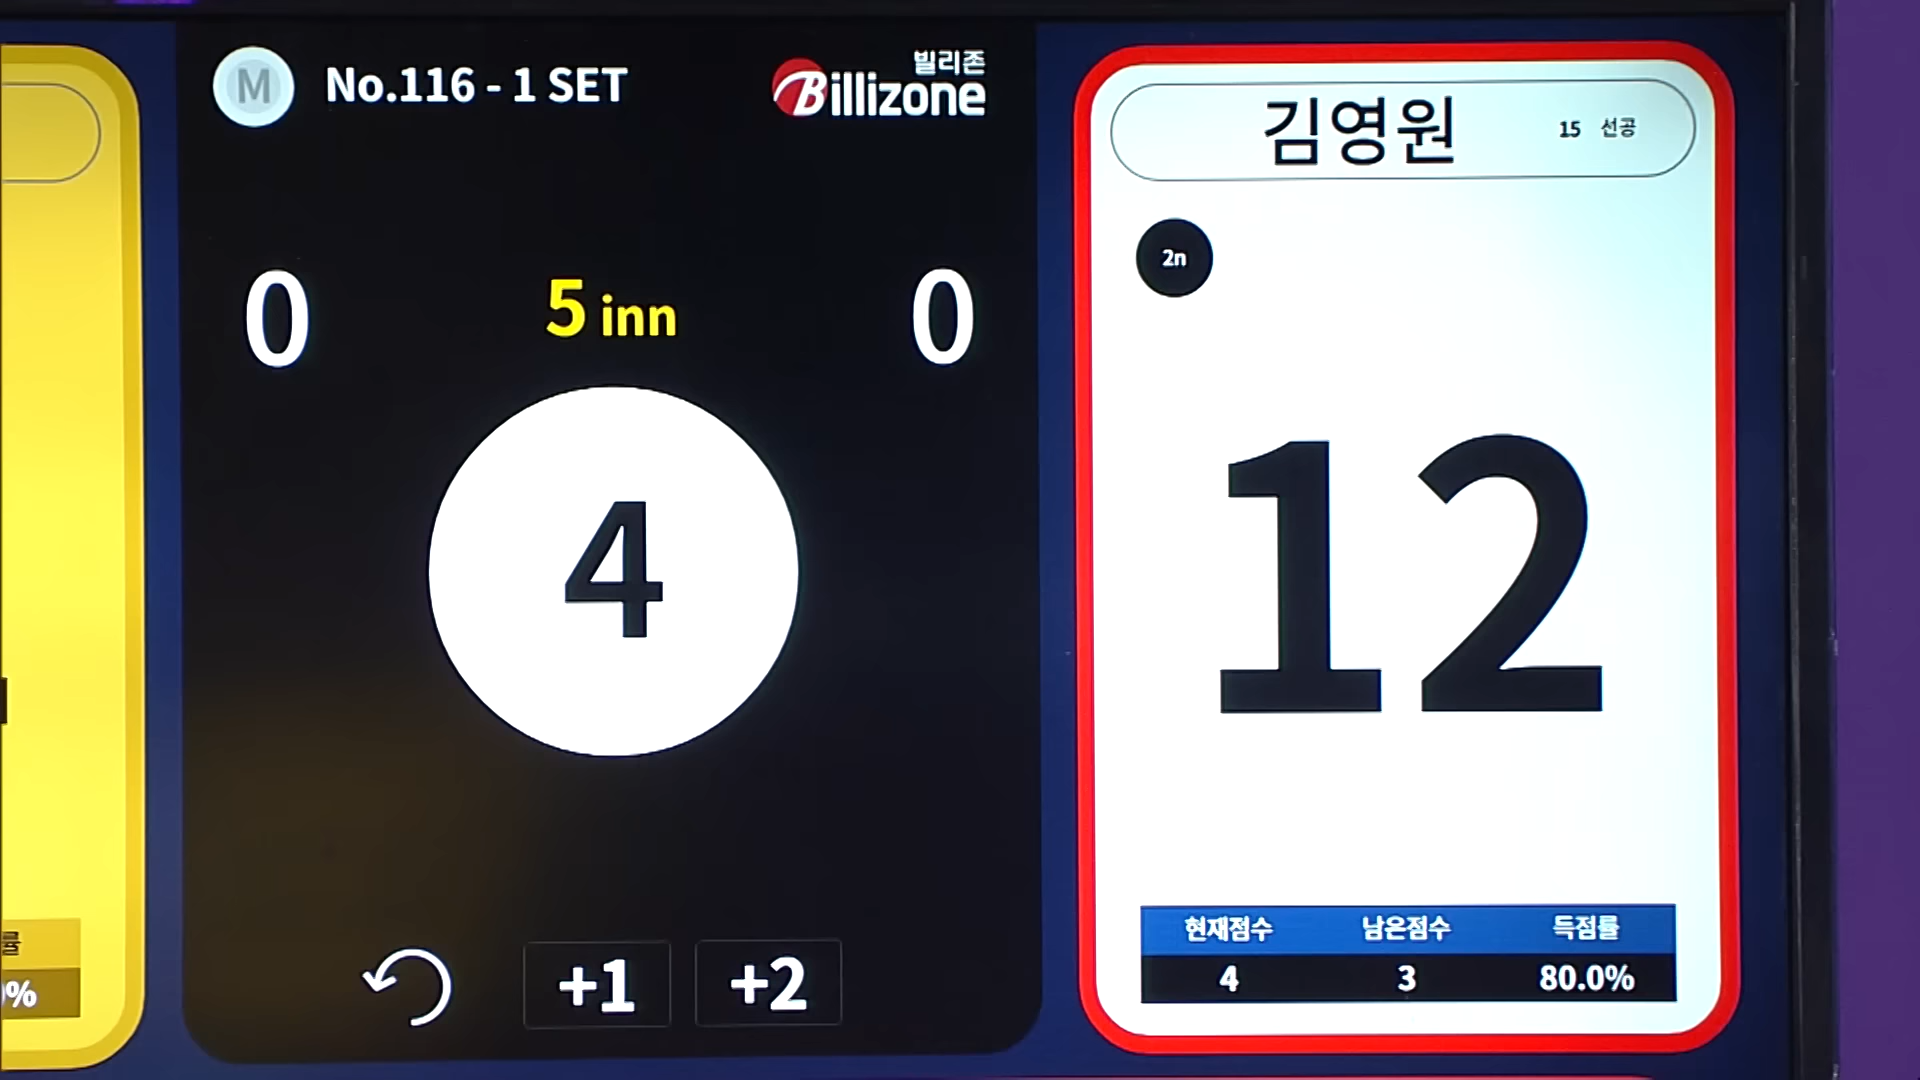 M No.116 - 1 SET
빌리존
Billizone
김영원 15 선공
2n
0 5 inn 0
4
12
현재점수 남은점수 득점률
4 3 80.0%
+1 +2
률
%